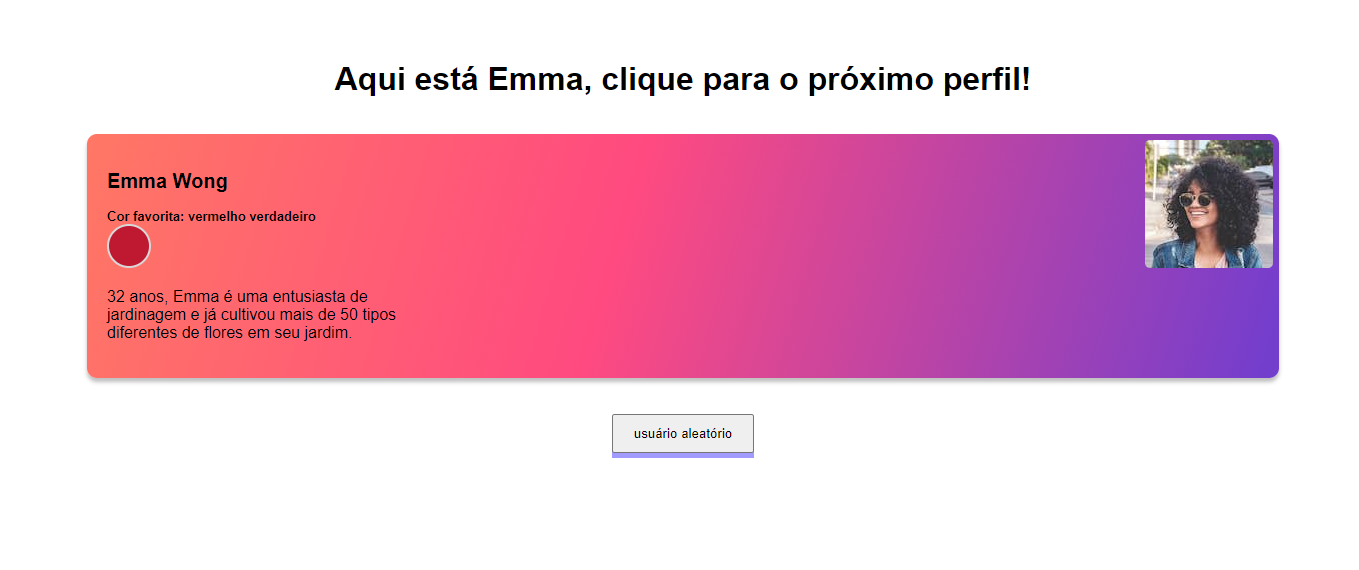 Aqui está Emma, clique para o próximo perfil!
Emma Wong
Cor favorita: vermelho verdadeiro
32 anos, Emma é uma entusiasta de
jardinagem e já cultivou mais de 50 tipos
diferentes de flores em seu jardim.
usuário aleatório